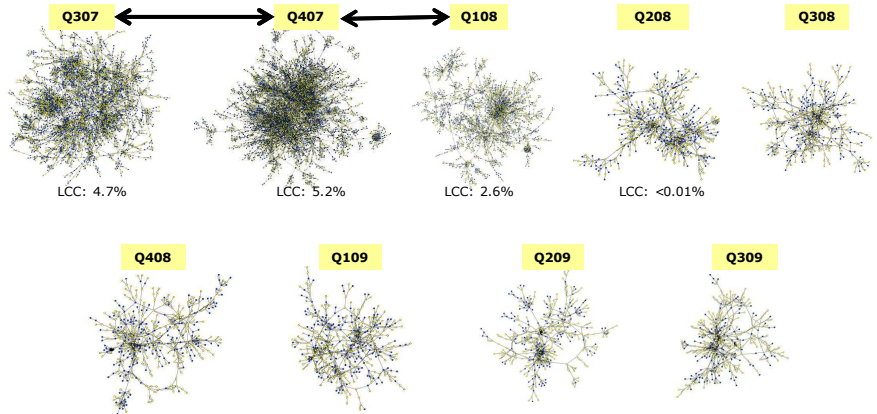 Q307 Q407 Q108 Q208 Q308
LCC: 4.7% LCC: 5.2% LCC: 2.6% LCC: <0.01%
Q408 Q109 Q209 Q309